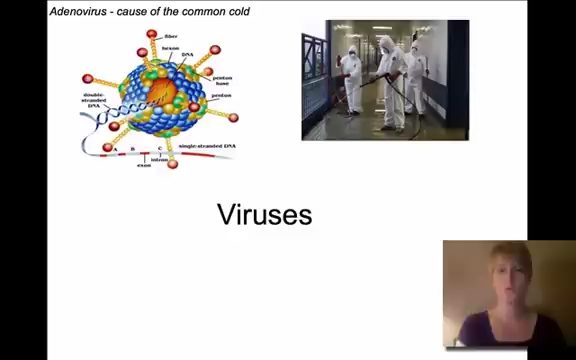 Adenovirus - cause of the common cold
fiber
hexon
DNA
penton
base
penton
double-
stranded
DNA
single-stranded DNA
A B C
intron
exon
Viruses